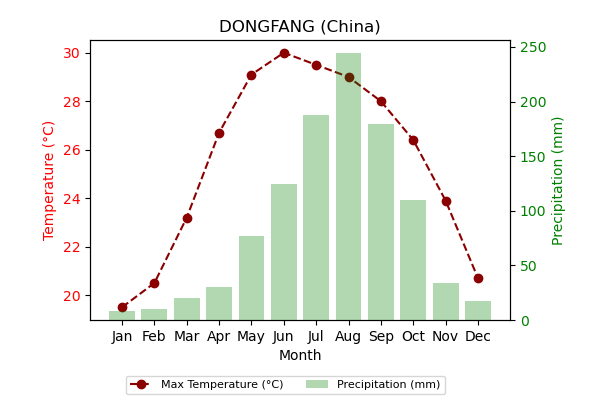 DONGFANG (China)
30
28
26
24
22
20
Temperature (°C)
250
200
150
100
50
0
Precipitation (mm)
Jan Feb Mar Apr May Jun Jul Aug Sep Oct Nov Dec
Month
Max Temperature (°C) Precipitation (mm)